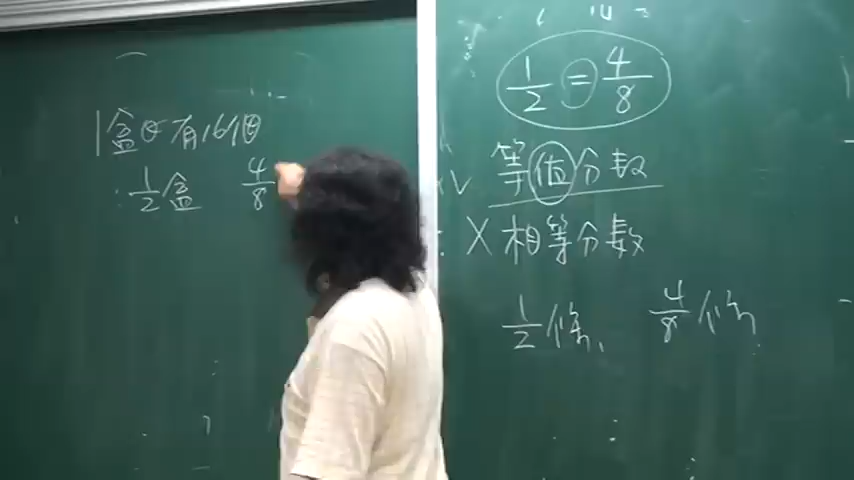 1盒中有16個
1/2盒 4/8
1/2 = 4/8
等值分數
X 相等分數
1/2條、 4/8條